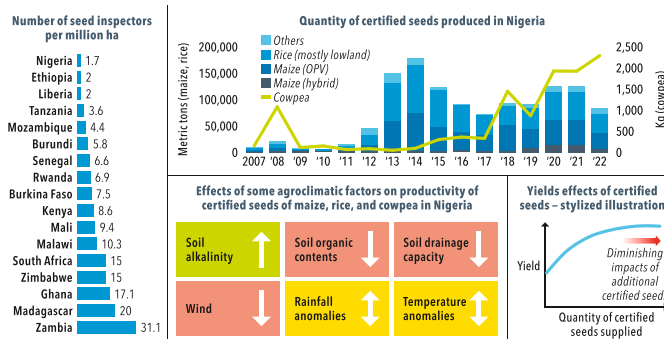 Number of seed inspectors
per million ha
Nigeria 1.7
Ethiopia 2
Liberia 2
Tanzania 3.6
Mozambique 4.4
Burundi 5.8
Senegal 6.6
Rwanda 6.9
Burkina Faso 7.5
Kenya 8.6
Mali 9.4
Malawi 10.3
South Africa 15
Zimbabwe 15
Ghana 17.1
Madagascar 20
Zambia 31.1
Quantity of certified seeds produced in Nigeria
Metric tons (maize, rice)
200,000
150,000
100,000
50,000
0
Others
Rice (mostly lowland)
Maize (OPV)
Maize (hybrid)
Cowpea
2,500
2,000
1,500
1,000
500
0
Kg (cowpea)
2007 '08 '09 '10 '11 '12 '13 '14 '15 '16 '17 '18 '19 '20 '21 '22
Effects of some agroclimatic factors on productivity of
certified seeds of maize, rice, and cowpea in Nigeria
Soil
alkalinity
Soil organic
contents
Soil drainage
capacity
Wind
Rainfall
anomalies
Temperature
anomalies
Yields effects of certified
seeds – stylized illustration
Yield
Diminishing
impacts of
additional
certified seeds
Quantity of certified
seeds supplied